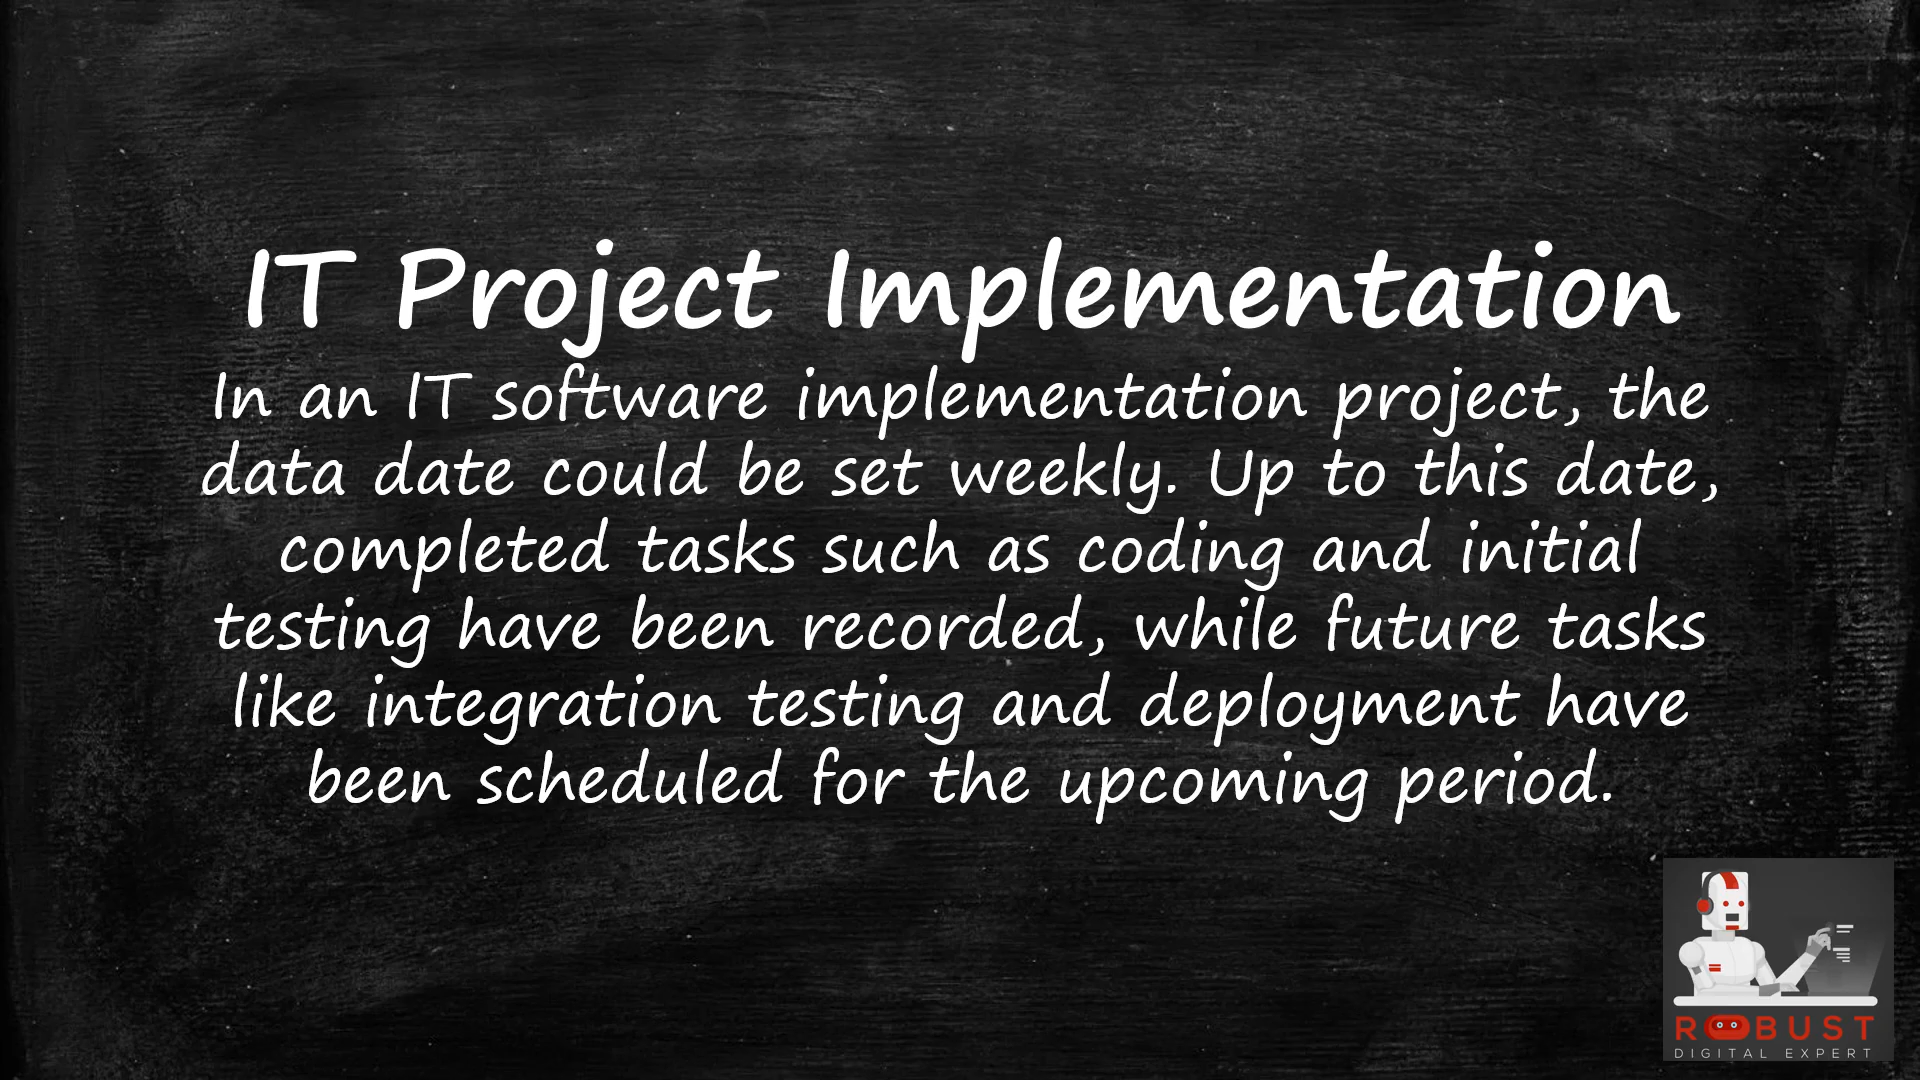 IT Project Implementation
In an IT software implementation project, the
data date could be set weekly. Up to this date,
completed tasks such as coding and initial
testing have been recorded, while future tasks
like integration testing and deployment have
been scheduled for the upcoming period.
ROBUST
DIGITAL EXPERT